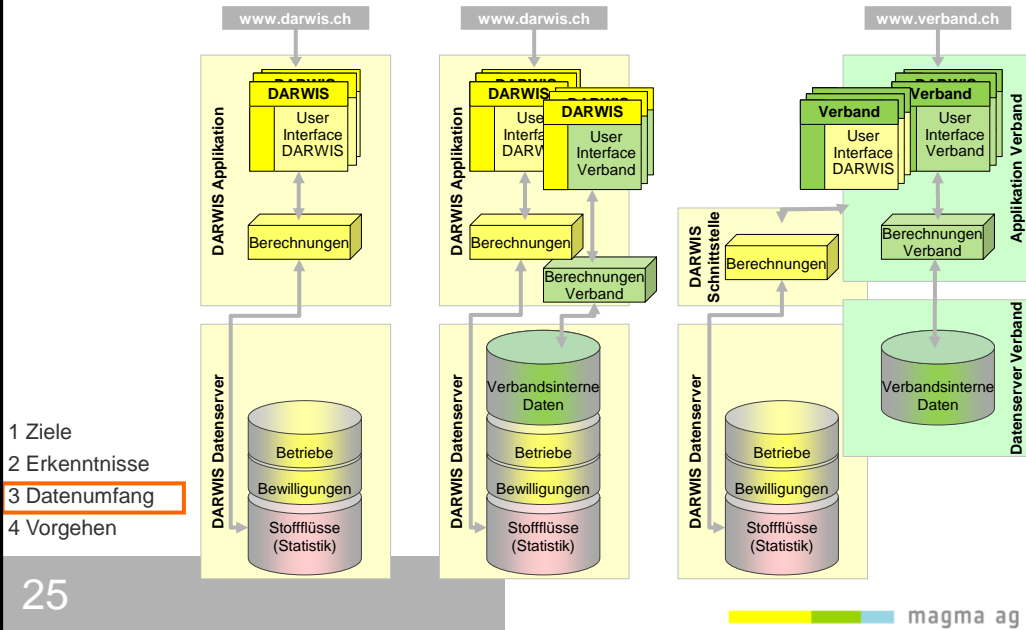 www.darwis.ch
DARWIS Applikation
DARWIS
DARWIS
User
Interface
DARWIS
Berechnungen
DARWIS Datenserver
Betriebe
Bewilligungen
Stoffflüsse
(Statistik)
www.darwis.ch
DARWIS Applikation
DARWIS
DARWIS
DARWIS
User
Interface
Verband
Berechnungen
Berechnungen
Verband
DARWIS Datenserver
Verbandsinterne
Daten
Betriebe
Bewilligungen
Stoffflüsse
(Statistik)
www.verband.ch
Verband
User
Interface
DARWIS
DARWIS
Verband
User
Interface
Verband
Applikation Verband
DARWIS
Schnittstelle
Berechnungen
Berechnungen
Verband
DARWIS Datenserver
Betriebe
Bewilligungen
Stoffflüsse
(Statistik)
Datenserver Verband
Verbandsinterne
Daten
1 Ziele
2 Erkenntnisse
3 Datenumfang
4 Vorgehen
25
magma ag